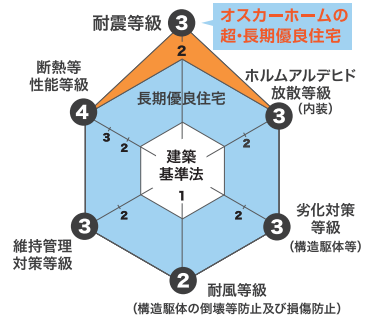 耐震等級
3
オスカーホームの
超・長期優良住宅
2
断熱等
性能等級
4
長期優良住宅
ホルムアルデヒド
放散等級
(内装)
3
3
2
2
建築
基準法
1
2
2
3
維持管理
対策等級
3
劣化対策
等級
(構造躯体等)
2
耐風等級
(構造躯体の倒壊等防止及び損傷防止)